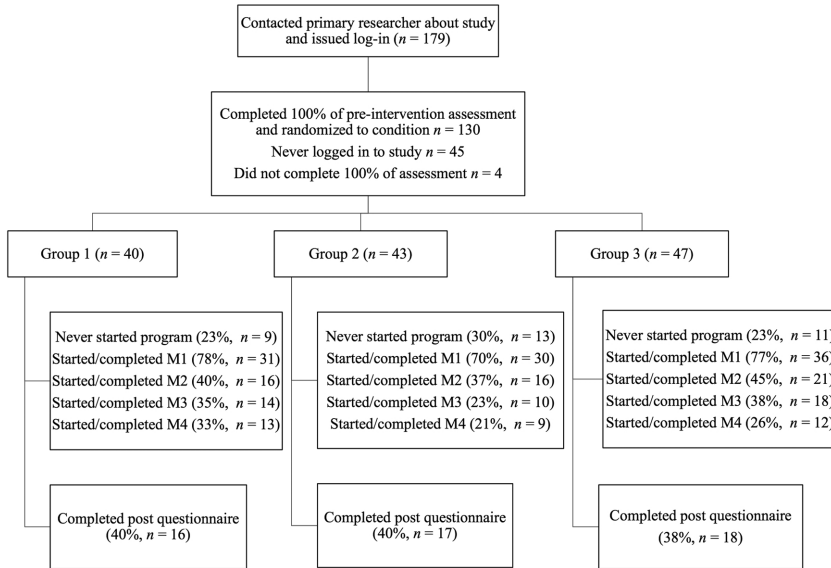 Contacted primary researcher about study
and issued log-in (n = 179)
Completed 100% of pre-intervention assessment
and randomized to condition n = 130
Never logged in to study n = 45
Did not complete 100% of assessment n = 4
Group 1 (n = 40)
Group 2 (n = 43)
Group 3 (n = 47)
Never started program (23%, n = 9)
Started/completed M1 (78%, n = 31)
Started/completed M2 (40%, n = 16)
Started/completed M3 (35%, n = 14)
Started/completed M4 (33%, n = 13)
Never started program (30%, n = 13)
Started/completed M1 (70%, n = 30)
Started/completed M2 (37%, n = 16)
Started/completed M3 (23%, n = 10)
Started/completed M4 (21%, n = 9)
Never started program (23%, n = 11)
Started/completed M1 (77%, n = 36)
Started/completed M2 (45%, n = 21)
Started/completed M3 (38%, n = 18)
Started/completed M4 (26%, n = 12)
Completed post questionnaire
(40%, n = 16)
Completed post questionnaire
(40%, n = 17)
Completed post questionnaire
(38%, n = 18)